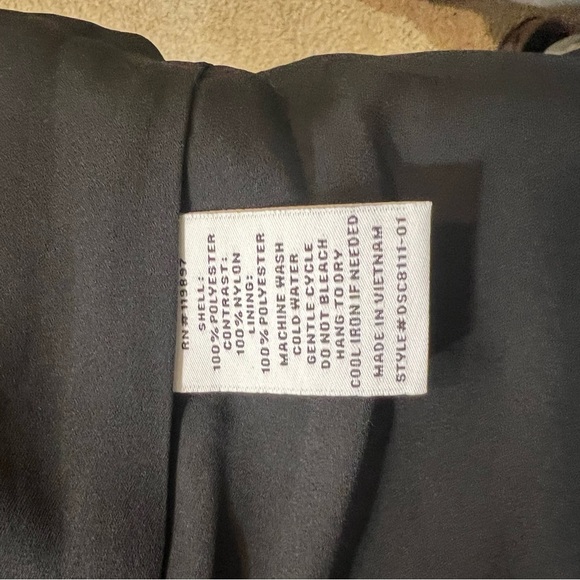 RN# 119897
SHELL:
100% POLYESTER
CONTRAST:
100% NYLON
LINING:
100% POLYESTER
MACHINE WASH
COLD WATER
GENTLE CYCLE
DO NOT BLEACH
HANG TO DRY
COOL IRON IF NEEDED
MADE IN VIETNAM
STYLE# DSC8111-01